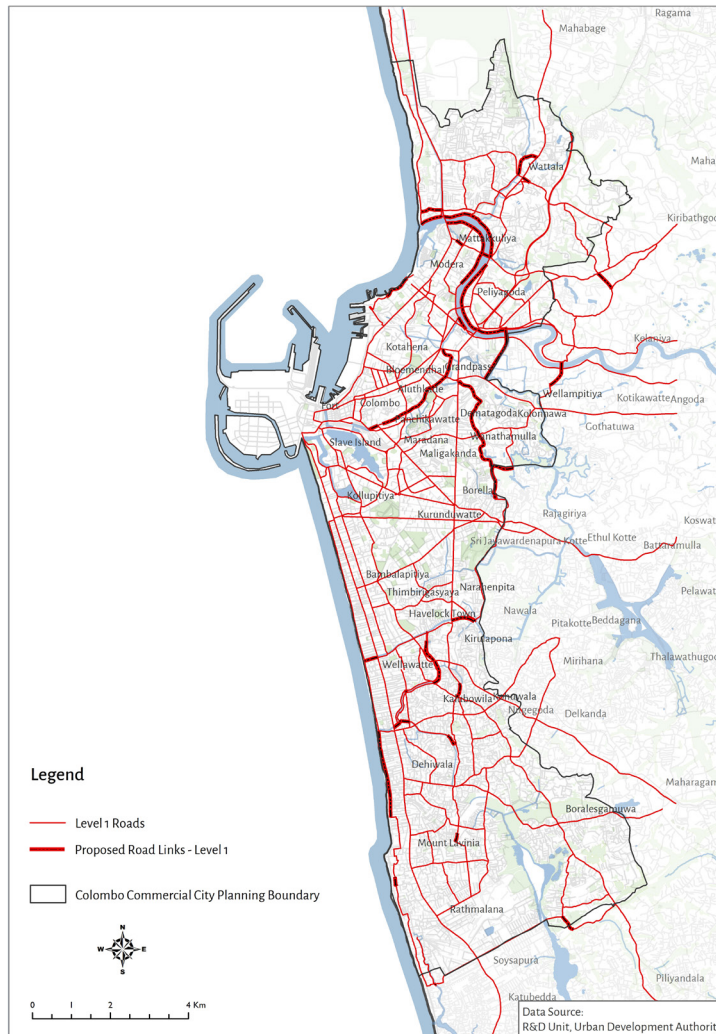 Ragama
Mahabage
Wattala
Maha
Kiribathgo
Mattakkuliya
Modera
Peliyagoda
Kelaniya
Kotahena
Bloemendhal
Grandpass
Aluthkade
Wellampitiya
Kotikawatte
Angoda
Colombo
Fort
Panchikawatte
Dematagoda
Kolonnawa
Gothatuwa
Slave Island
Maradana
Wanathamulla
Maligakanda
Kollupitiya
Borella
Kurunduwatte
Rajagiriya
Koswat
Sri Jayawardenapura Kotte
Ethul Kotte
Battaramulla
Bambalapitiya
Narahenpita
Thimbirigasyaya
Pelawat
Havelock Town
Nawala
Pitakotte
Beddagana
Kirulapona
Mirihana
Thalawathugod
Wellawatte
Kalubowila
Nugegoda
Delkanda
Dehiwala
Maharagam
Boralesgamuwa
Mount Lavinia
Rathmalana
Soysapura
Piliyandala
Katubedda
Legend
Level 1 Roads
Proposed Road Links - Level 1
Colombo Commercial City Planning Boundary
N
W
E
S
0 1 2 4 Km
Data Source:
R&D Unit, Urban Development Authorit